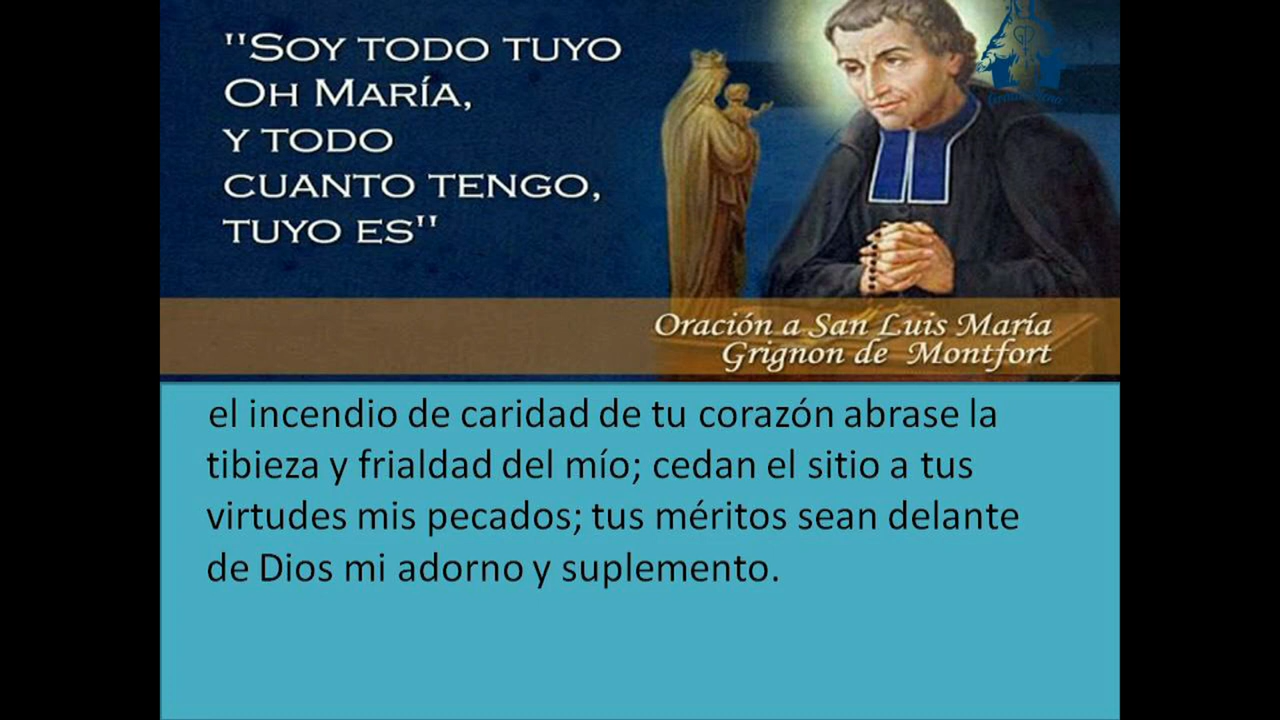 "SOY TODO TUYO
OH MARÍA,
Y TODO
CUANTO TENGO,
TUYO ES"
Oración a San Luis María
Grignon de Montfort
el incendio de caridad de tu corazón abrase la
tibieza y frialdad del mío; cedan el sitio a tus
virtudes mis pecados; tus méritos sean delante
de Dios mi adorno y suplemento.